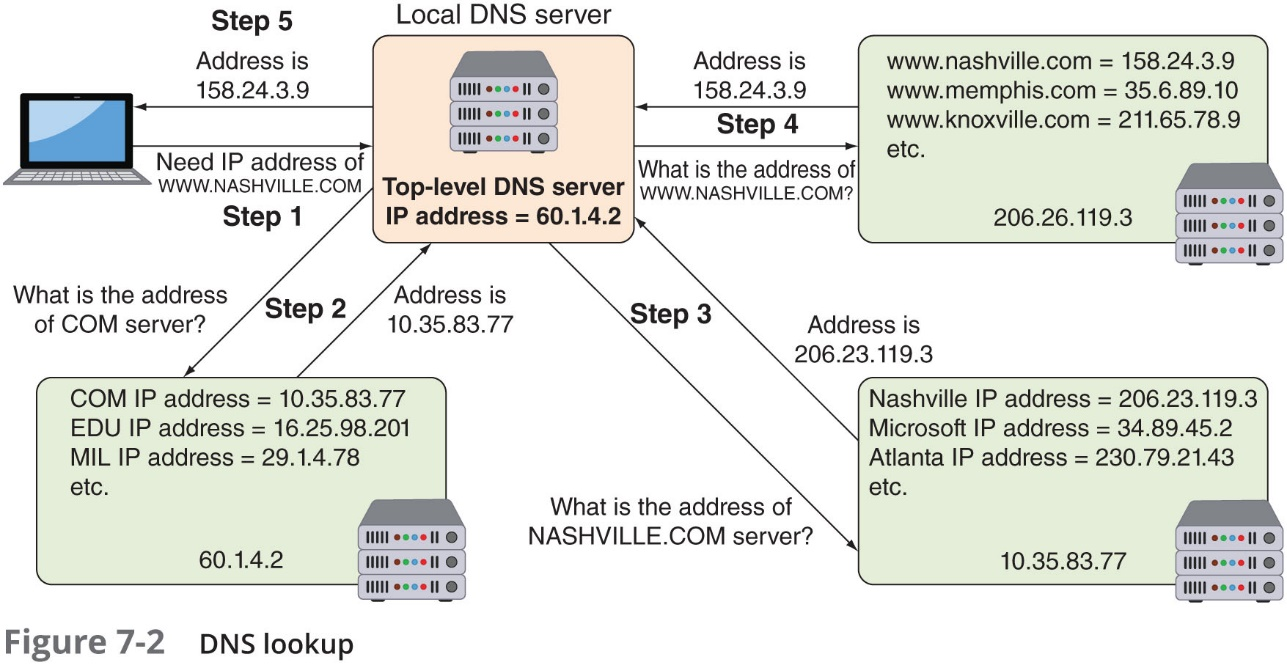 Local DNS server
Step 5
Address is
158.24.3.9
Need IP address of
WWW.NASHVILLE.COM
Step 1
Top-level DNS server
IP address = 60.1.4.2
Address is
158.24.3.9
Step 4
What is the address of
WWW.NASHVILLE.COM?
www.nashville.com = 158.24.3.9
www.memphis.com = 35.6.89.10
www.knoxville.com = 211.65.78.9
etc.
206.26.119.3
What is the address
of COM server?
Step 2
Address is
10.35.83.77
Step 3
Address is
206.23.119.3
COM IP address = 10.35.83.77
EDU IP address = 16.25.98.201
MIL IP address = 29.1.4.78
etc.
60.1.4.2
What is the address of
NASHVILLE.COM server?
Nashville IP address = 206.23.119.3
Microsoft IP address = 34.89.45.2
Atlanta IP address = 230.79.21.43
etc.
10.35.83.77
Figure 7-2 DNS lookup